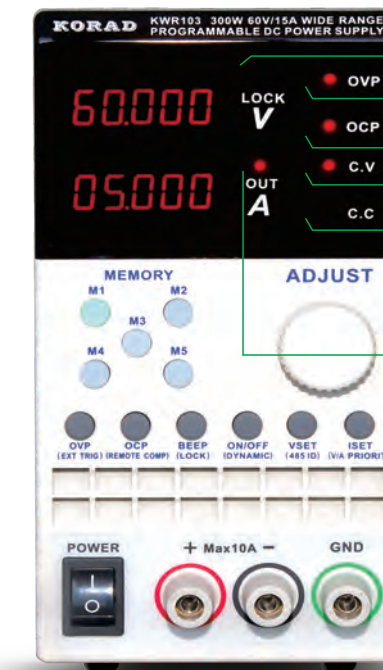 KORAD KWR103 300W 60V/15A WIDE RANGE
PROGRAMMABLE DC POWER SUPPLY
60.000
LOCK
V
OVP
OCP
C.V
05.000
OUT
A
C.C
MEMORY
ADJUST
M1
M2
M3
M4
M5
OVP OCP BEEP ON/OFF VSET ISET
(EXT TRIG) (REMOTE COMP) (LOCK) (DYNAMIC) (485 ID) (V/A PRIORIT
POWER + Max10A - GND
I
O